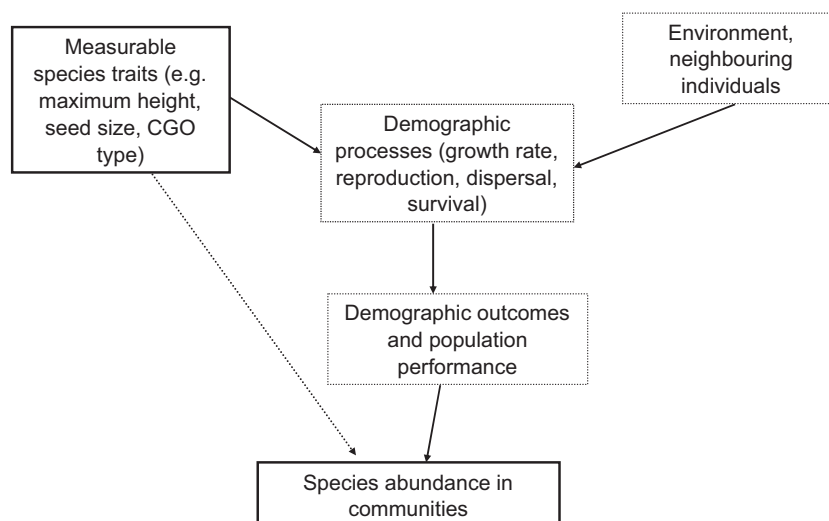 Measurable
species traits (e.g.
maximum height,
seed size, CGO
type)
Environment,
neighbouring
individuals
Demographic
processes (growth rate,
reproduction, dispersal,
survival)
Demographic outcomes
and population
performance
Species abundance in
communities